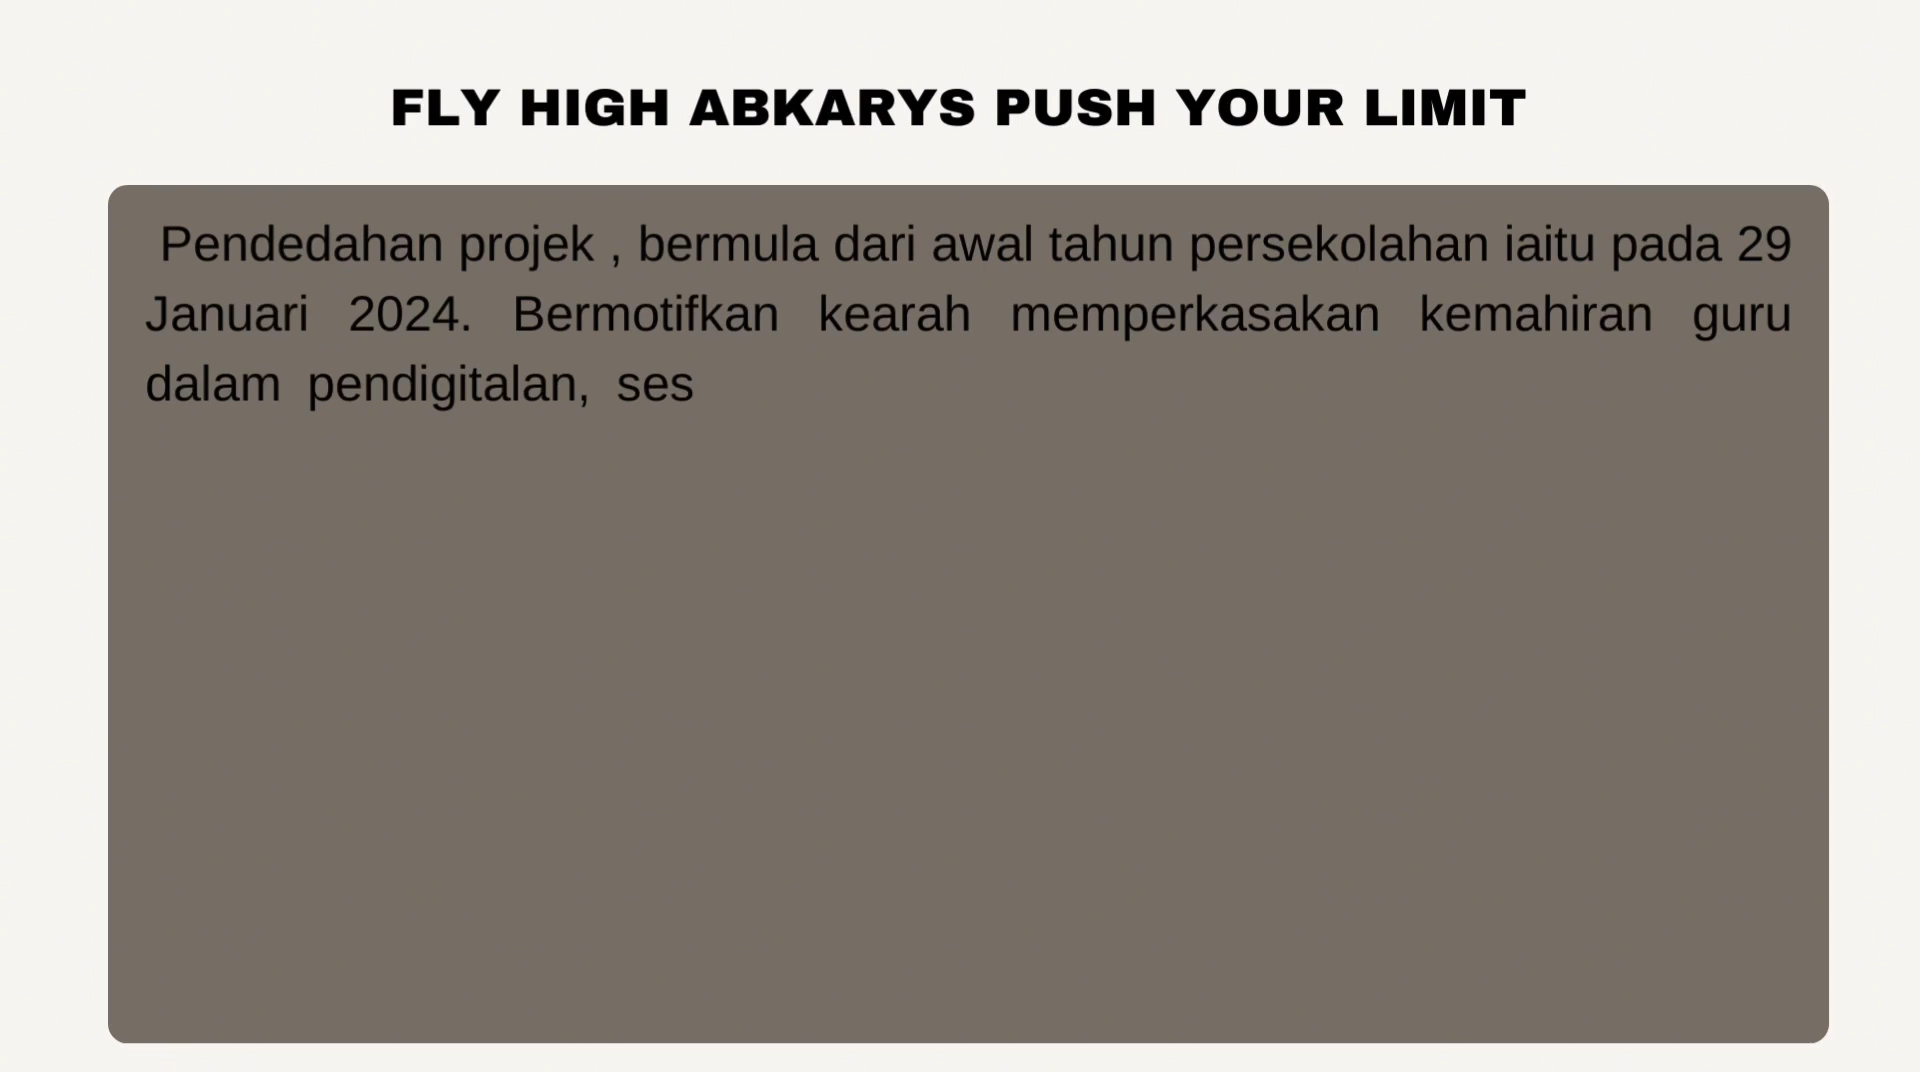 FLY HIGH ABKARYS PUSH YOUR LIMIT
Pendedahan projek , bermula dari awal tahun persekolahan iaitu pada 29
Januari 2024. Bermotifkan kearah memperkasakan kemahiran guru
dalam pendigitalan, ses